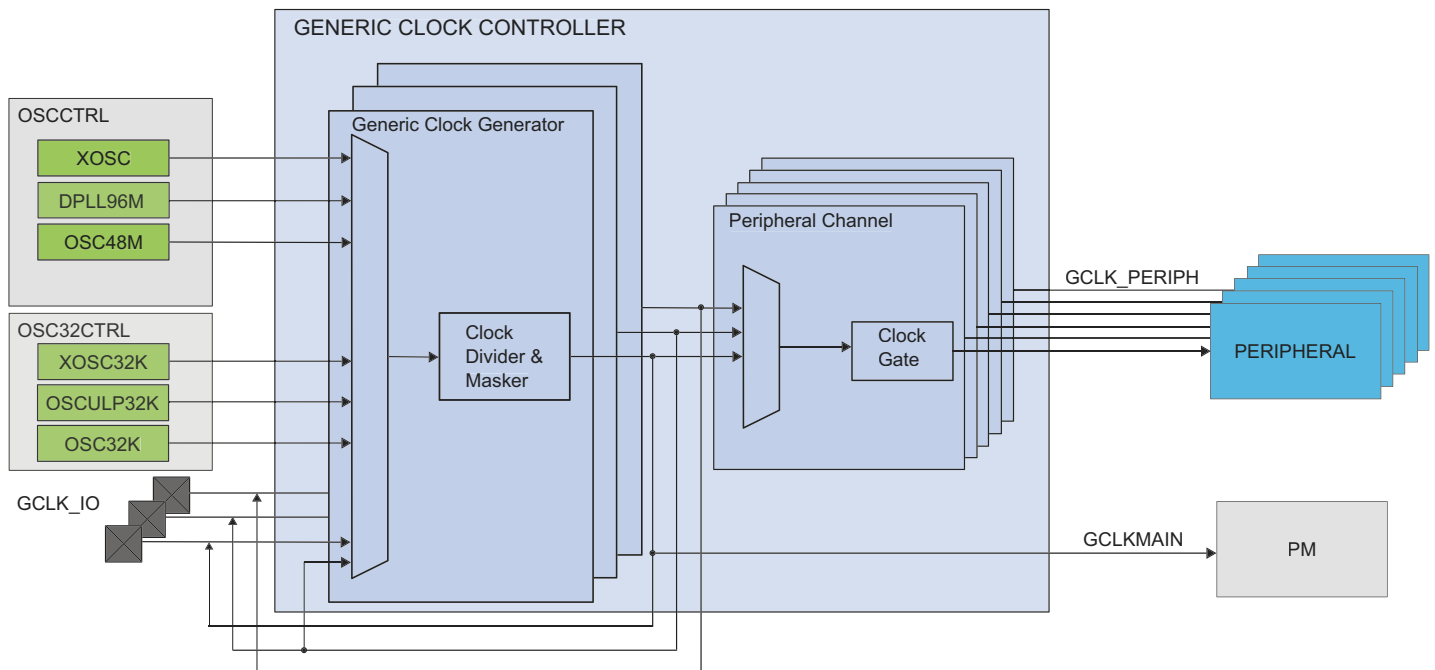 GENERIC CLOCK CONTROLLER
OSCCTRL
XOSC
DPLL96M
OSC48M
OSC32CTRL
XOSC32K
OSCULP32K
OSC32K
GCLK_IO
Generic Clock Generator
Clock
Divider &
Masker
Peripheral Channel
Clock
Gate
GCLK_PERIPH
PERIPHERAL
GCLKMAIN
PM